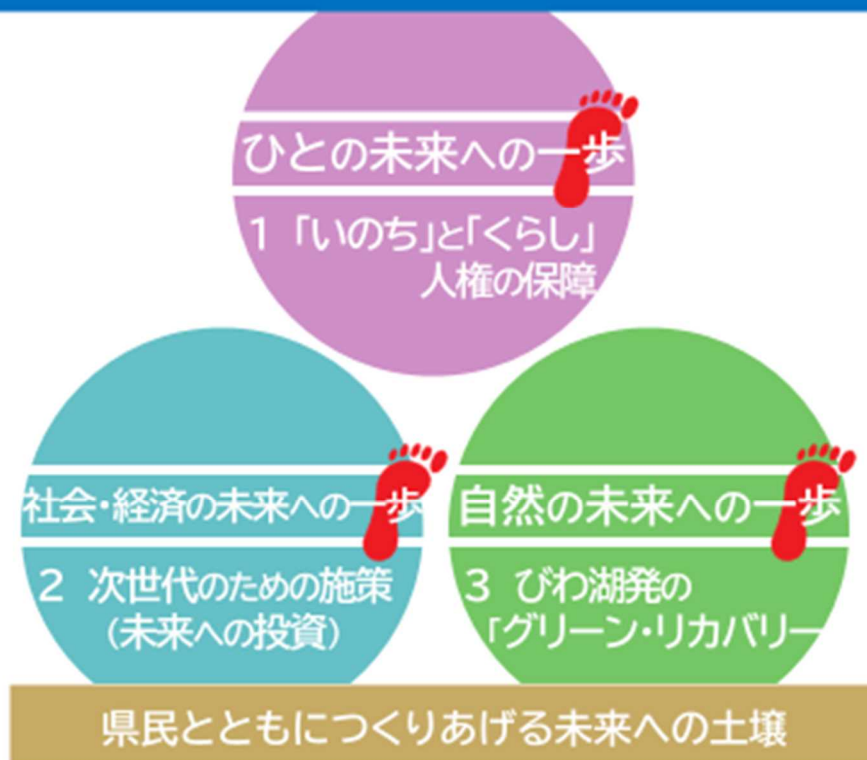 ひとの未来への一歩
1 「いのち」と「くらし」
人権の保障
社会・経済の未来への一歩
2 次世代のための施策
(未来への投資)
自然の未来への一歩
3 びわ湖発の
「グリーン・リカバリー
県民とともにつくりあげる未来への土壌